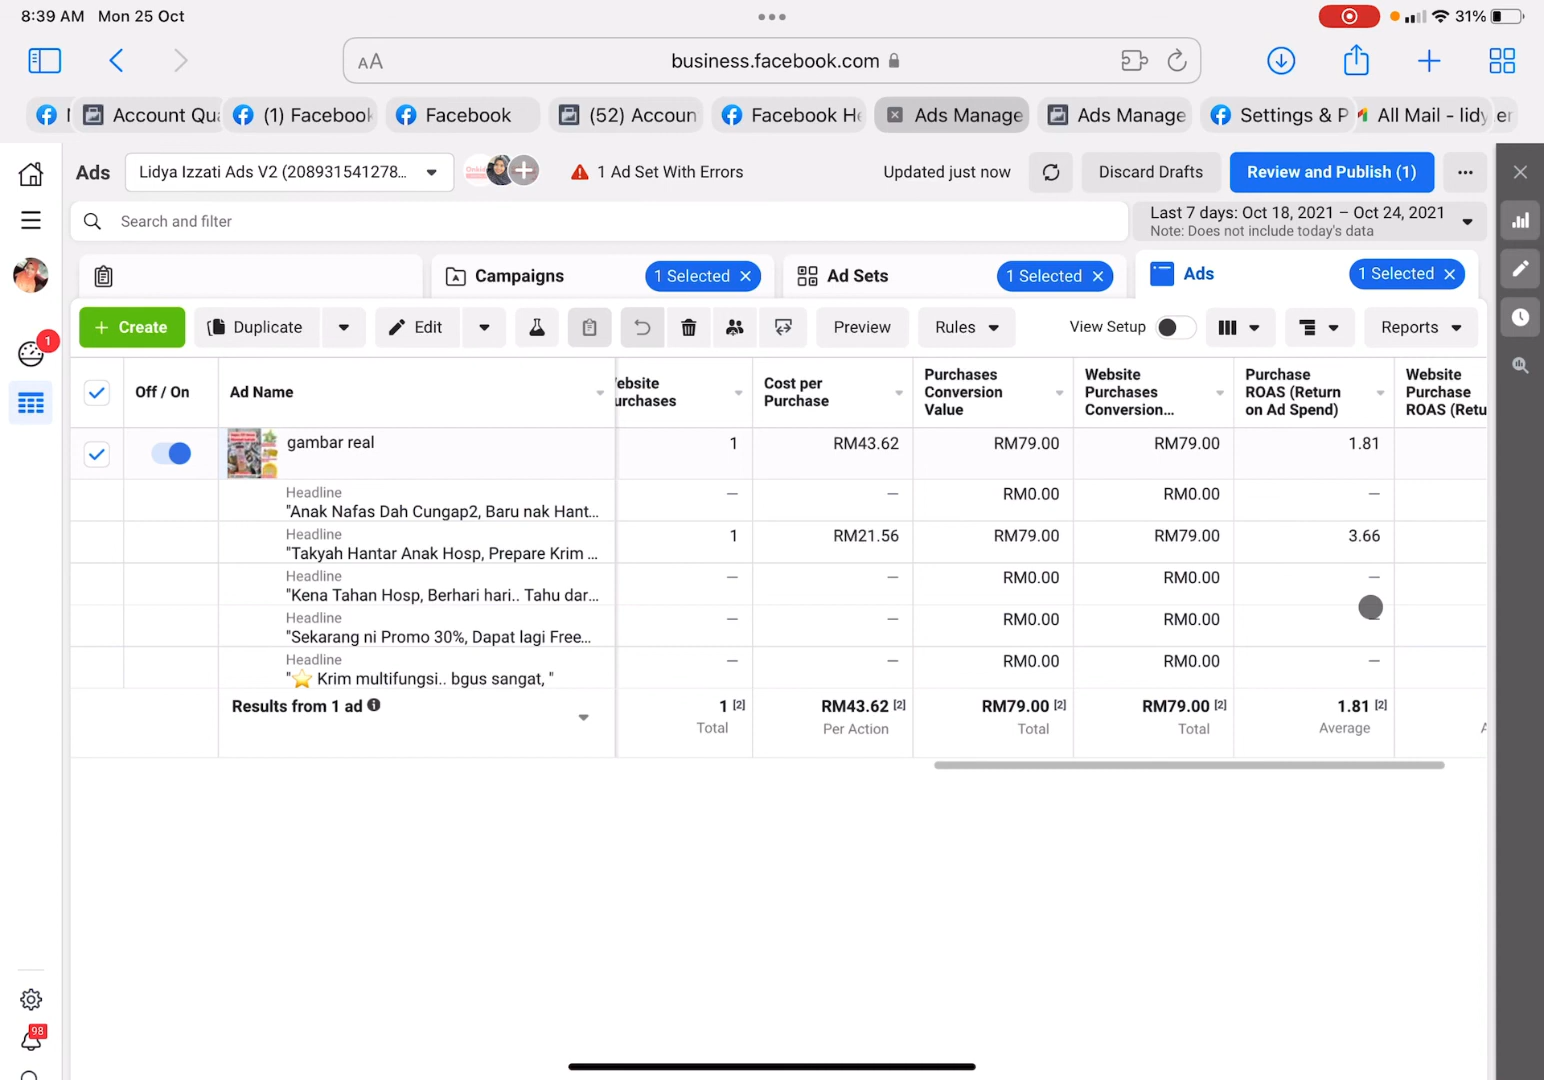 8:39 AM Mon 25 Oct
31%
AA
business.facebook.com
Account Qu
(1) Facebook
Facebook
(52) Accoun
Facebook H
Ads Manage
Ads Manage
Settings & P
All Mail - lidy
Ads
Lidya Izzati Ads V2 (208931541278...
1 Ad Set With Errors
Updated just now
Discard Drafts
Review and Publish (1)
Search and filter
Last 7 days: Oct 18, 2021 – Oct 24, 2021
Note: Does not include today's data
Campaigns
1 Selected
Ad Sets
1 Selected
Ads
1 Selected
+ Create
Duplicate
Edit
Preview
Rules
View Setup
Reports
1
Off / On
Ad Name
ebsite
urchases
Cost per
Purchase
Purchases
Conversion
Value
Website
Purchases
Conversion...
Purchase
ROAS (Return
on Ad Spend)
Website
Purchase
ROAS (Retu
gambar real
1
RM43.62
RM79.00
RM79.00
1.81
Headline
"Anak Nafas Dah Cungap2, Baru nak Hant...
—
—
RM0.00
RM0.00
—
Headline
"Takyah Hantar Anak Hosp, Prepare Krim ...
1
RM21.56
RM79.00
RM79.00
3.66
Headline
"Kena Tahan Hosp, Berhari hari.. Tahu dar...
—
—
RM0.00
RM0.00
—
Headline
"Sekarang ni Promo 30%, Dapat lagi Free...
—
—
RM0.00
RM0.00
—
Headline
"⭐ Krim multifungsi.. bgus sangat, "
—
—
RM0.00
RM0.00
—
Results from 1 ad
1 [2]
Total
RM43.62 [2]
Per Action
RM79.00 [2]
Total
RM79.00 [2]
Total
1.81 [2]
Average
98